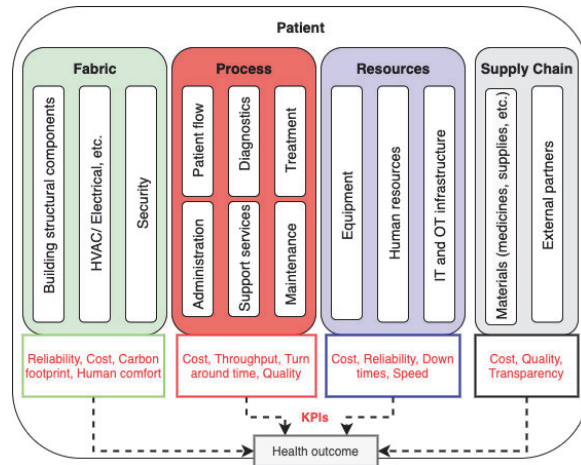 Patient
Fabric
Building structural components
HVAC/ Electrical, etc.
Security
Reliability, Cost, Carbon
footprint, Human comfort
Process
Patient flow
Diagnostics
Treatment
Administration
Support services
Maintenance
Cost, Throughput, Turn
around time, Quality
Resources
Equipment
Human resources
IT and OT infrastructure
Cost, Reliability, Down
times, Speed
Supply Chain
Materials (medicines, supplies, etc.)
External partners
Cost, Quality,
Transparency
KPIs
Health outcome